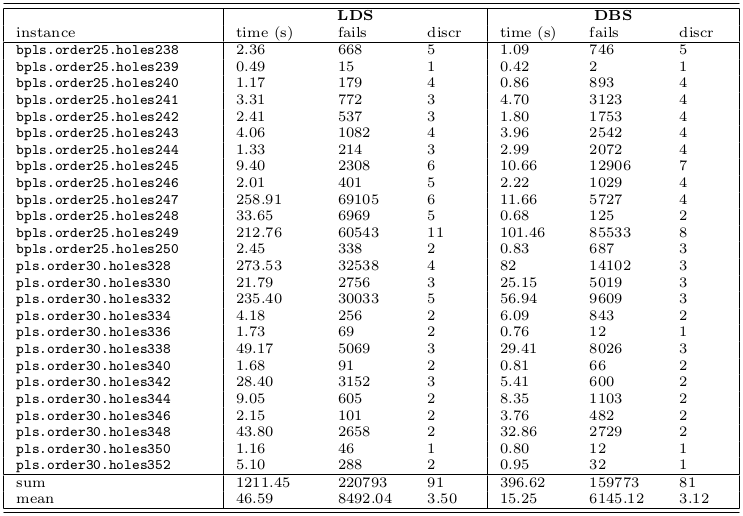 LDS DBS
instance time (s) fails discr time (s) fails discr
bpls.order25.holes238 2.36 668 5 1.09 746 5
bpls.order25.holes239 0.49 15 1 0.42 2 1
bpls.order25.holes240 1.17 179 4 0.86 893 4
bpls.order25.holes241 3.31 772 3 4.70 3123 4
bpls.order25.holes242 2.41 537 3 1.80 1753 4
bpls.order25.holes243 4.06 1082 4 3.96 2542 4
bpls.order25.holes244 1.33 214 3 2.99 2072 4
bpls.order25.holes245 9.40 2308 6 10.66 12906 7
bpls.order25.holes246 2.01 401 5 2.22 1029 4
bpls.order25.holes247 258.91 69105 6 11.66 5727 4
bpls.order25.holes248 33.65 6969 5 0.68 125 2
bpls.order25.holes249 212.76 60543 11 101.46 85533 8
bpls.order25.holes250 2.45 338 2 0.83 687 3
pls.order30.holes328 273.53 32538 4 82 14102 3
pls.order30.holes330 21.79 2756 3 25.15 5019 3
pls.order30.holes332 235.40 30033 5 56.94 9609 3
pls.order30.holes334 4.18 256 2 6.09 843 2
pls.order30.holes336 1.73 69 2 0.76 12 1
pls.order30.holes338 49.17 5069 3 29.41 8026 3
pls.order30.holes340 1.68 91 2 0.81 66 2
pls.order30.holes342 28.40 3152 3 5.41 600 2
pls.order30.holes344 9.05 605 2 8.35 1103 2
pls.order30.holes346 2.15 101 2 3.76 482 2
pls.order30.holes348 43.80 2658 2 32.86 2729 2
pls.order30.holes350 1.16 46 1 0.80 12 1
pls.order30.holes352 5.10 288 2 0.95 32 1
sum 1211.45 220793 91 396.62 159773 81
mean 46.59 8492.04 3.50 15.25 6145.12 3.12